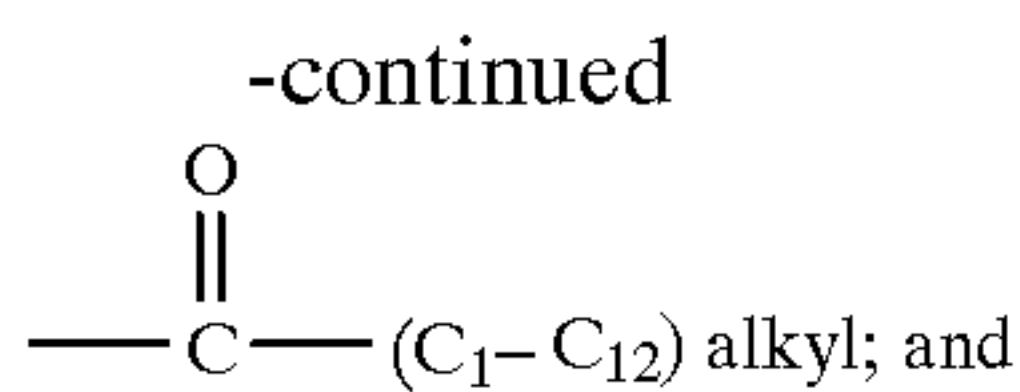 -continued
O
C (C1– C12) alkyl; and